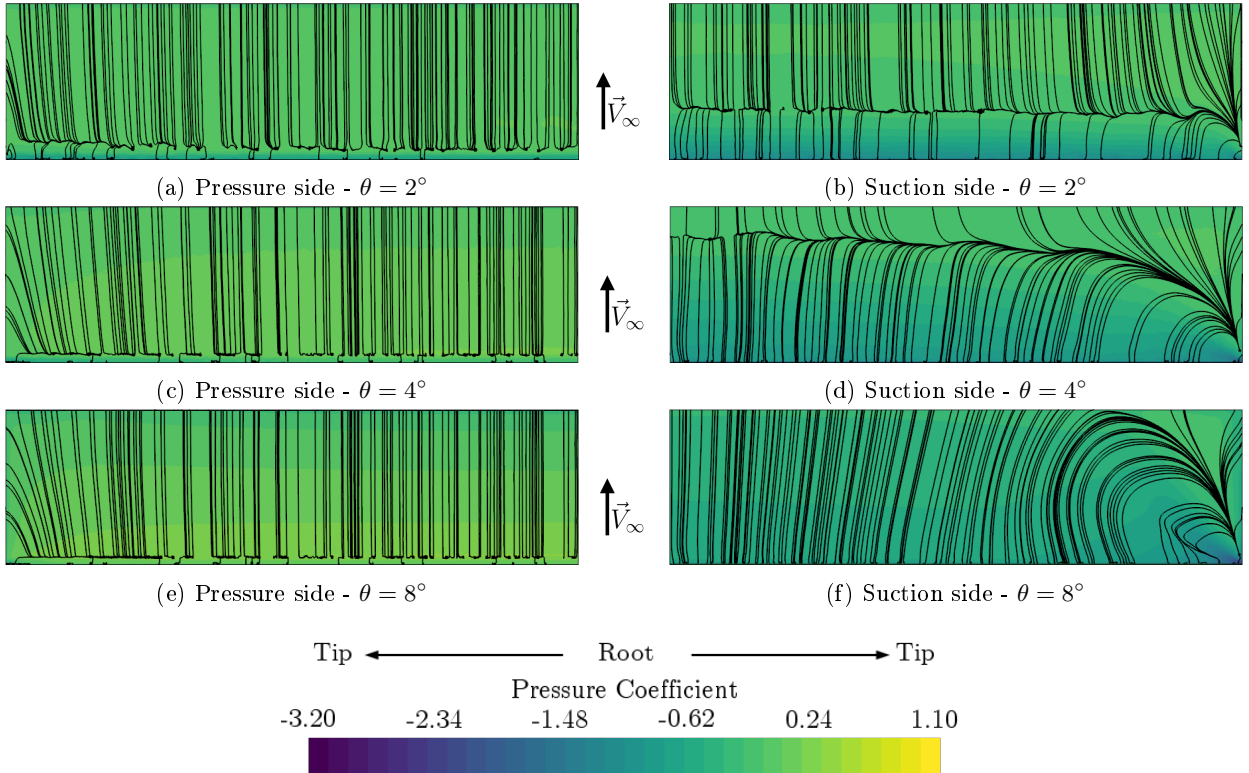 (a) Pressure side - θ = 2°
V⃗∞
(b) Suction side - θ = 2°
(c) Pressure side - θ = 4°
V⃗∞
(d) Suction side - θ = 4°
(e) Pressure side - θ = 8°
V⃗∞
(f) Suction side - θ = 8°
Tip Root Tip
Pressure Coefficient
-3.20 -2.34 -1.48 -0.62 0.24 1.10